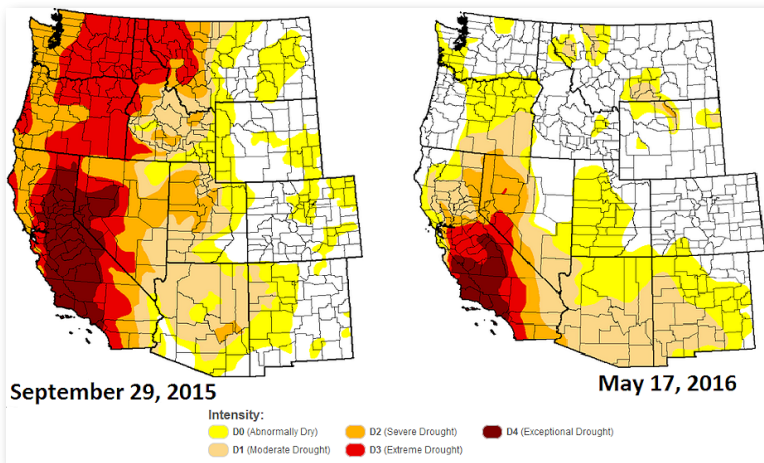 September 29, 2015
May 17, 2016
Intensity:
D0 (Abnormally Dry)
D2 (Severe Drought)
D4 (Exceptional Drought)
D1 (Moderate Drought)
D3 (Extreme Drought)